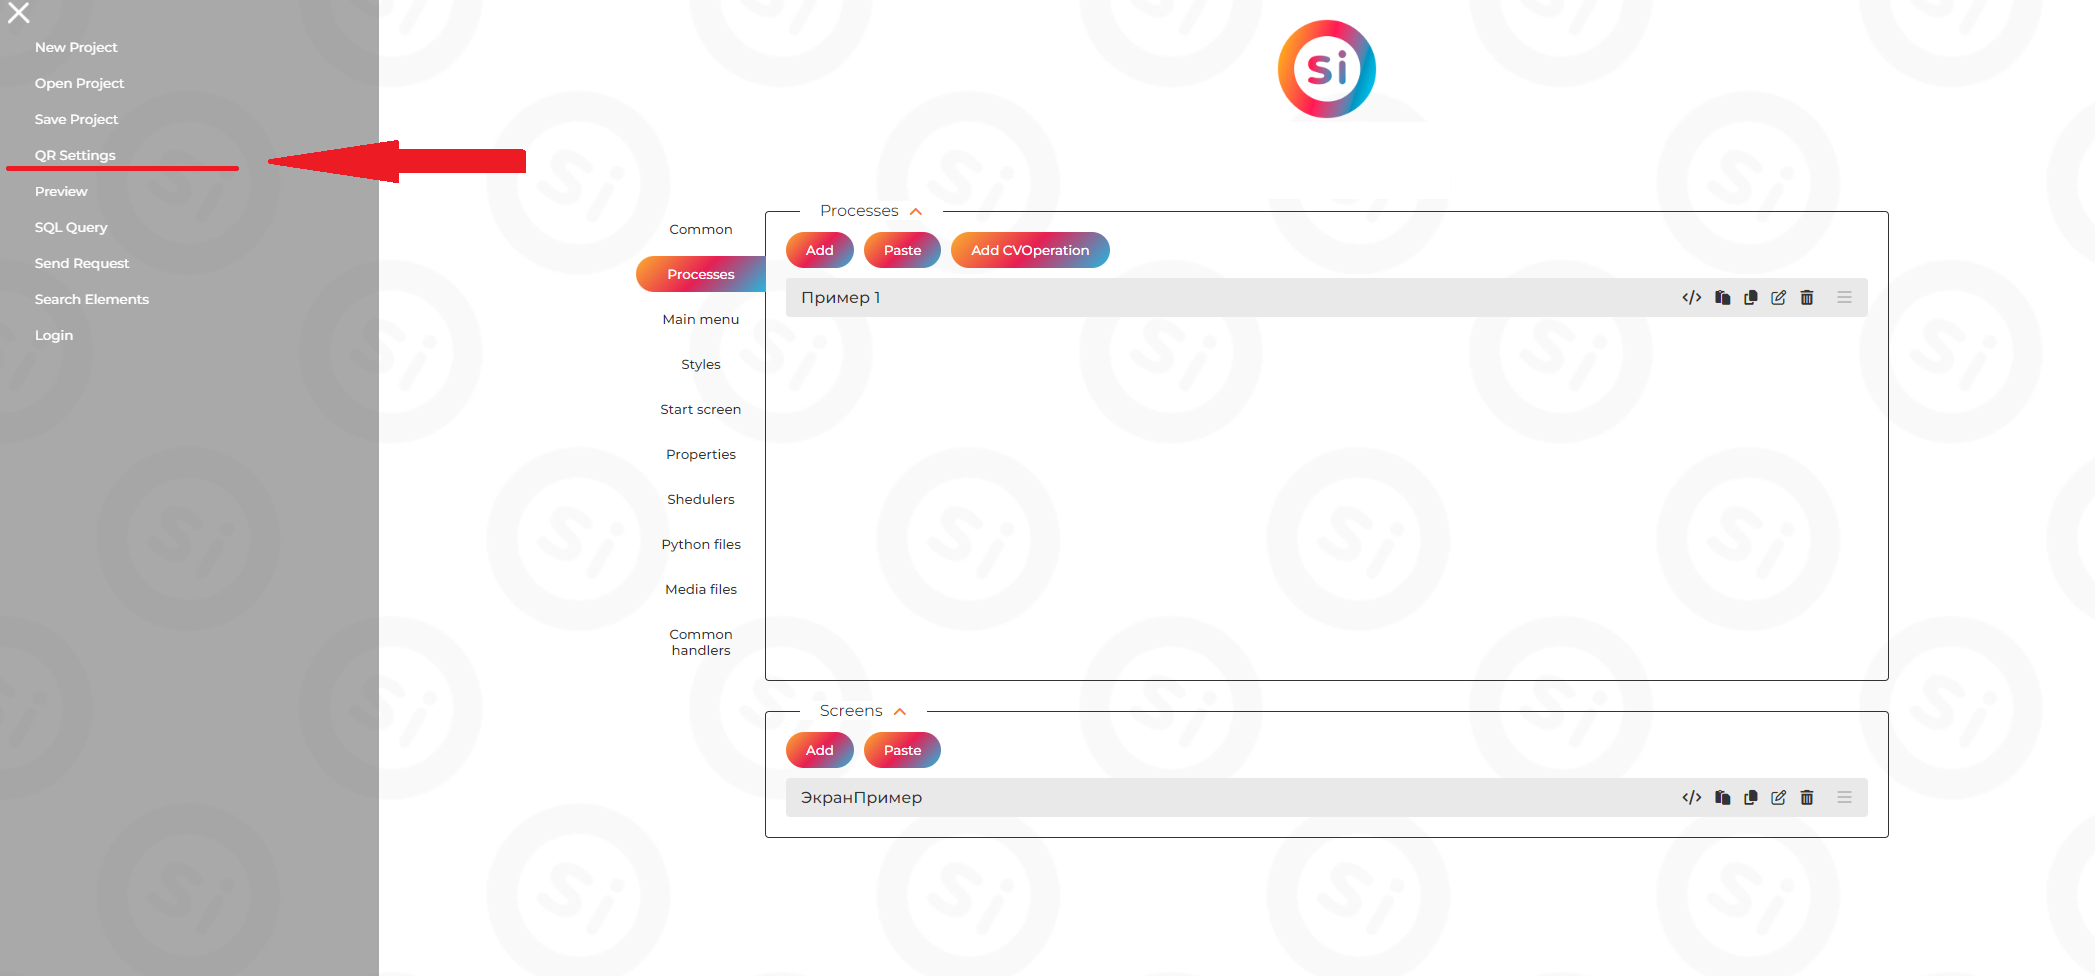 New Project
Open Project
Save Project
QR Settings
Preview
SQL Query
Send Request
Search Elements
Login
Si
Common
Processes
Main menu
Styles
Start screen
Properties
Shedulers
Python files
Media files
Common
handlers
Processes
Add Paste Add CVOperation
Пример 1
Screens
Add Paste
ЭкранПример